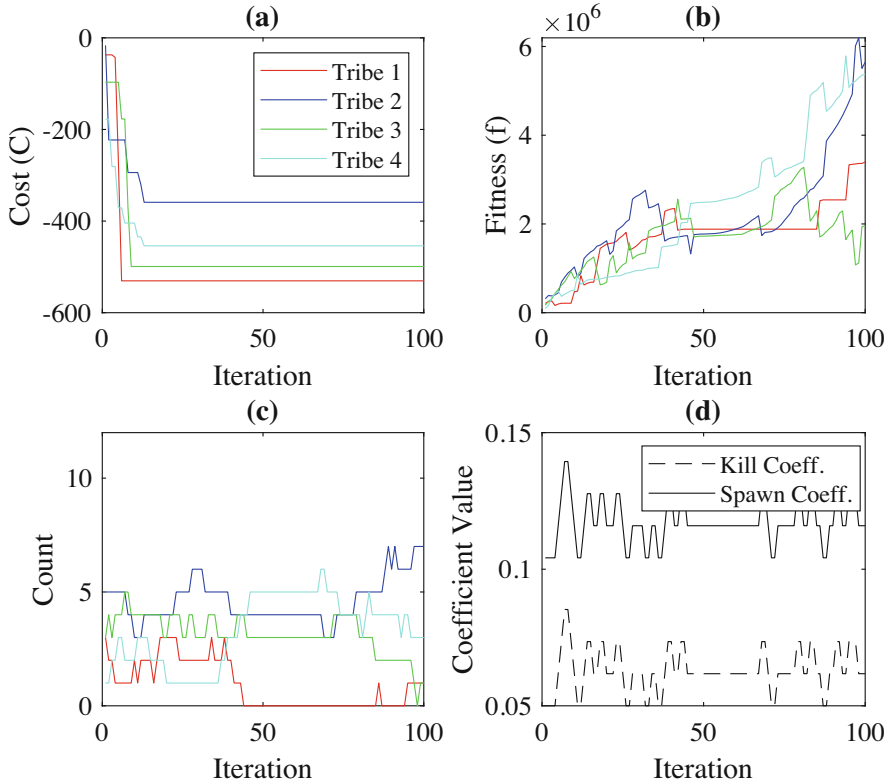 (a)
0
-200
-400
-600
Cost (C)
Tribe 1
Tribe 2
Tribe 3
Tribe 4
0
50
100
Iteration
(b)
×10⁶
6
4
2
0
Fitness (f)
0
50
100
Iteration
(c)
10
5
0
Count
0
50
100
Iteration
(d)
0.15
0.1
0.05
Coefficient Value
Kill Coeff.
Spawn Coeff.
0
50
100
Iteration